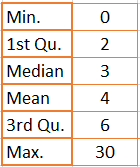 Min. 0
1st Qu. 2
Median 3
Mean 4
3rd Qu. 6
Max. 30